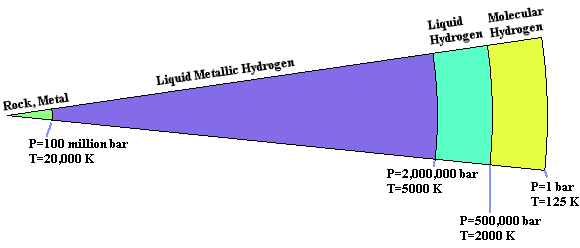 Rock, Metal
Liquid Metallic Hydrogen
Liquid
Hydrogen
Molecular
Hydrogen
P=100 million bar
T=20,000 K
P=2,000,000 bar
T=5000 K
P=500,000 bar
T=2000 K
P=1 bar
T=125 K